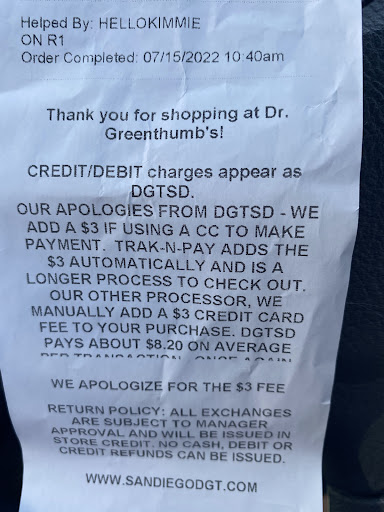 Helped By: HELLOKIMMIE
ON R1
Order Completed: 07/15/2022 10:40am
Thank you for shopping at Dr.
Greenthumb's!
CREDIT/DEBIT charges appear as
DGTSD.
OUR APOLOGIES FROM DGTSD - WE
ADD A $3 IF USING A CC TO MAKE
PAYMENT. TRAK-N-PAY ADDS THE
$3 AUTOMATICALLY AND IS A
LONGER PROCESS TO CHECK OUT.
OUR OTHER PROCESSOR, WE
MANUALLY ADD A $3 CREDIT CARD
FEE TO YOUR PURCHASE. DGTSD
PAYS ABOUT $8.20 ON AVERAGE
PER TRANSACTION. ONCE AGAIN
WE APOLOGIZE FOR THE $3 FEE
RETURN POLICY: ALL EXCHANGES
ARE SUBJECT TO MANAGER
APPROVAL AND WILL BE ISSUED IN
STORE CREDIT. NO CASH, DEBIT OR
CREDIT REFUNDS CAN BE ISSUED.
WWW.SANDIEGODGT.COM